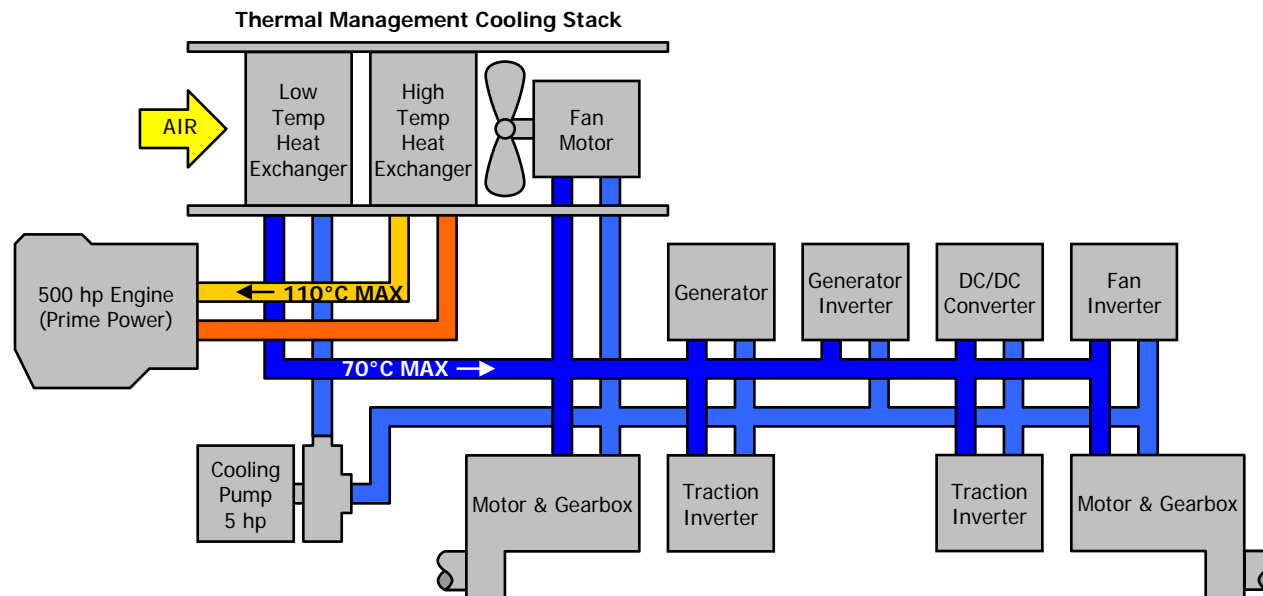 Thermal Management Cooling Stack
AIR
Low
Temp
Heat
Exchanger
High
Temp
Heat
Exchanger
Fan
Motor
500 hp Engine
(Prime Power)
110°C MAX
70°C MAX
Generator
Generator
Inverter
DC/DC
Converter
Fan
Inverter
Cooling
Pump
5 hp
Motor & Gearbox
Traction
Inverter
Traction
Inverter
Motor & Gearbox